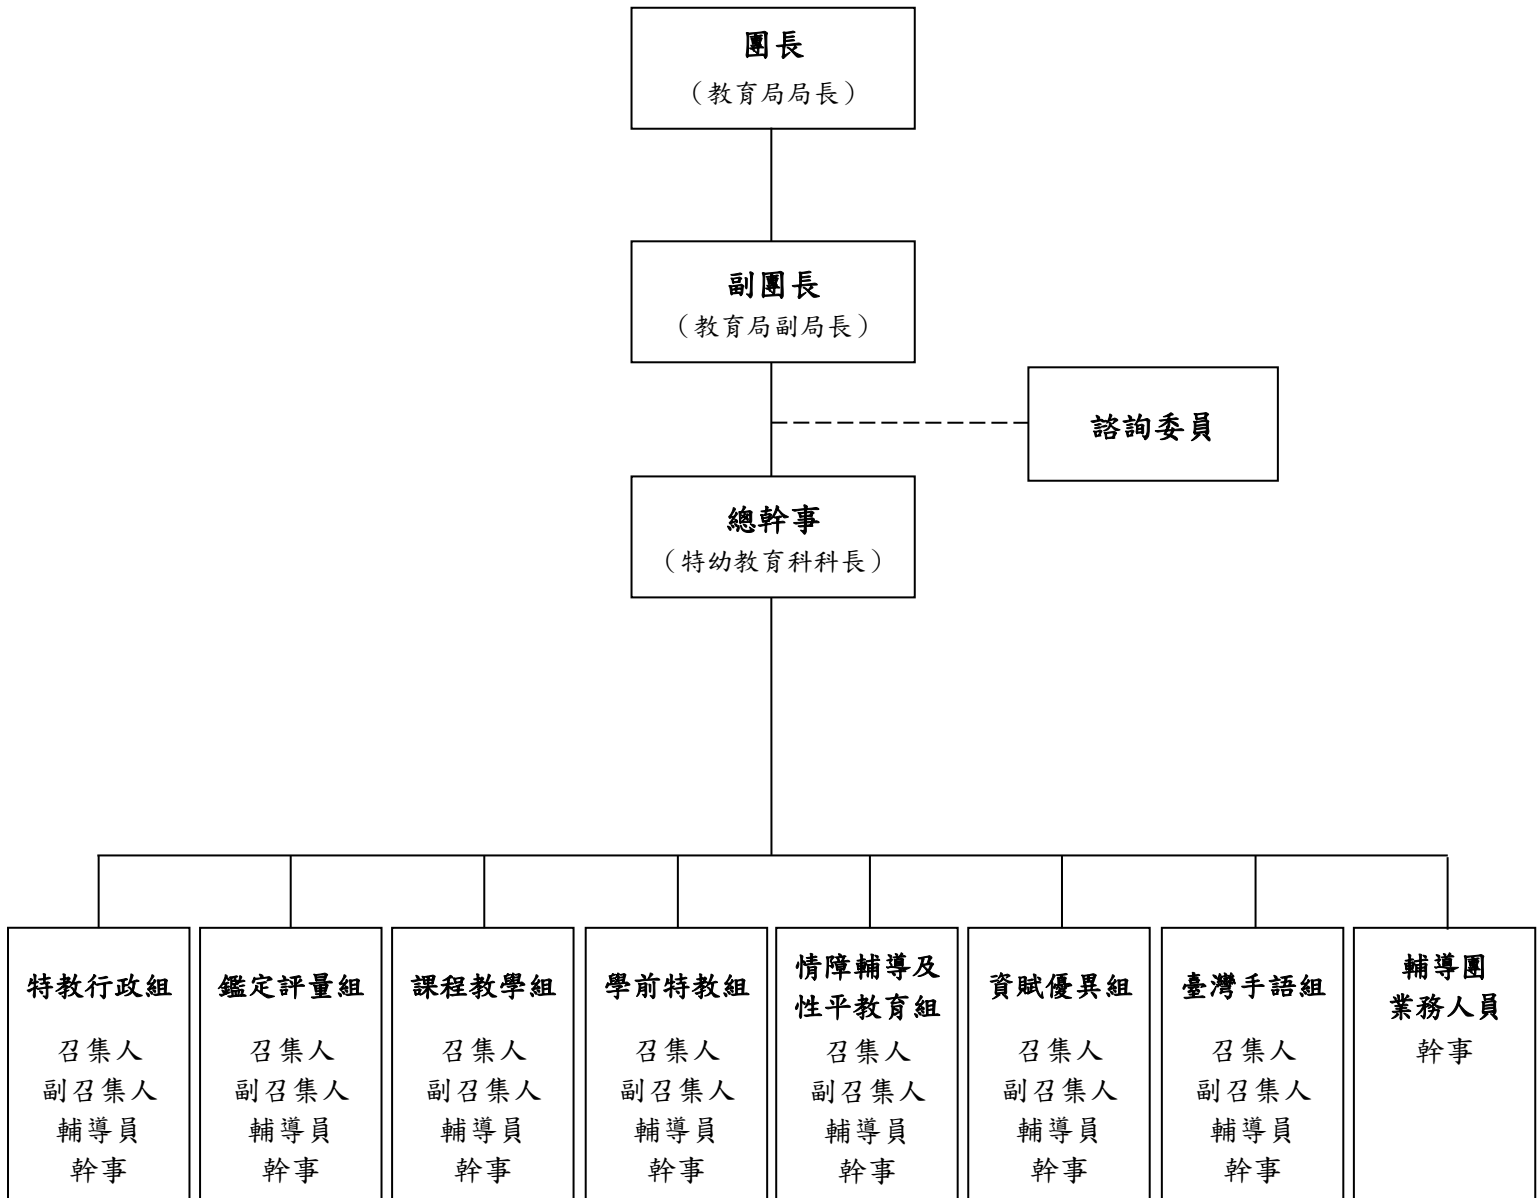 團長
（教育局局長）
副團長
（教育局副局長）
諮詢委員
總幹事
（特幼教育科科長）
特教行政組
召集人
副召集人
輔導員
幹事
鑑定評量組
召集人
副召集人
輔導員
幹事
課程教學組
召集人
副召集人
輔導員
幹事
學前特教組
召集人
副召集人
輔導員
幹事
情障輔導及
性平教育組
召集人
副召集人
輔導員
幹事
資賦優異組
召集人
副召集人
輔導員
幹事
臺灣手語組
召集人
副召集人
輔導員
幹事
輔導團
業務人員
幹事